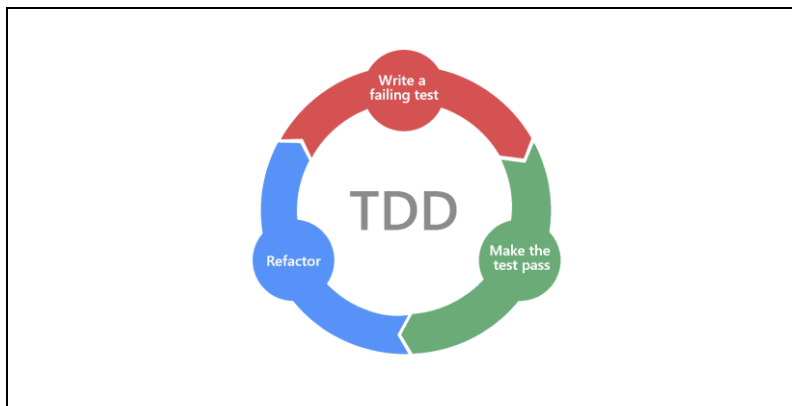 Write a
failing test
TDD
Refactor
Make the
test pass